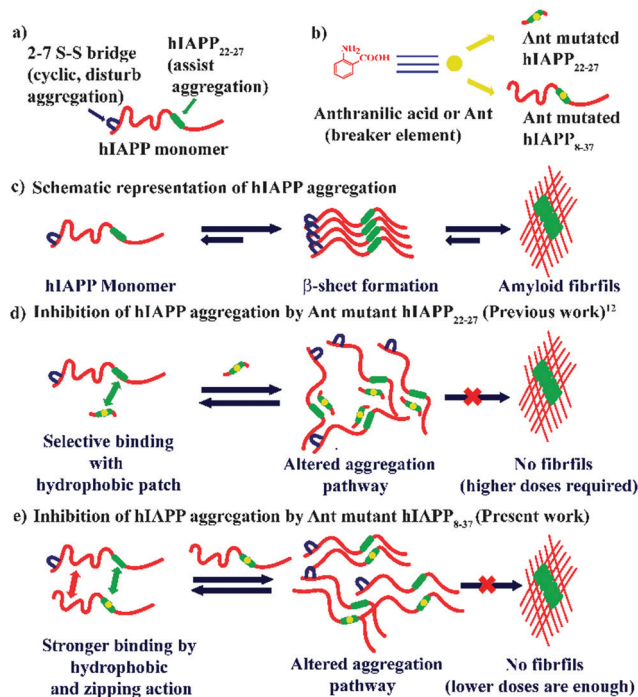 a)
2-7 S-S bridge
(cyclic, disturb
aggregation)
hIAPP22-27
(assist
aggregation)
hIAPP monomer
b)
NH2
COOH
Anthranilic acid or Ant
(breaker element)
Ant mutated
hIAPP22-27
Ant mutated
hIAPP8-37
c) Schematic representation of hIAPP aggregation
hIAPP Monomer
β-sheet formation
Amyloid fibrfils
d) Inhibition of hIAPP aggregation by Ant mutant hIAPP22-27 (Previous work)12
Selective binding
with
hydrophobic patch
Altered aggregation
pathway
No fibrfils
(higher doses required)
e) Inhibition of hIAPP aggregation by Ant mutant hIAPP8-37 (Present work)
Stronger binding by
hydrophobic
and zipping action
Altered aggregation
pathway
No fibrfils
(lower doses are enough)